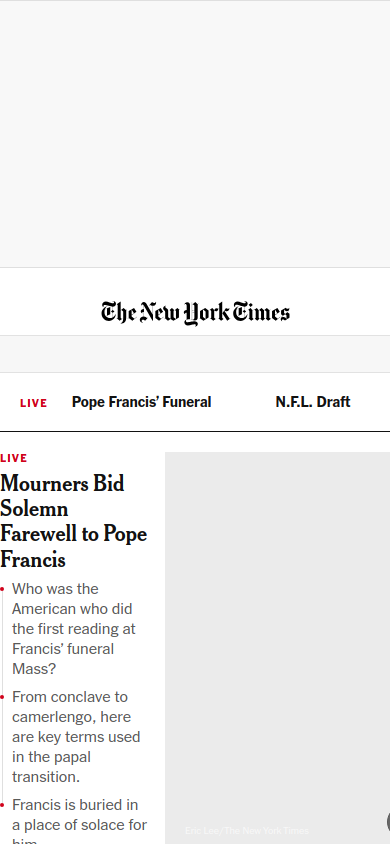 The New York Times
LIVE Pope Francis' Funeral N.F.L. Draft
LIVE
Mourners Bid
Solemn
Farewell to Pope
Francis
Who was the
American who did
the first reading at
Francis' funeral
Mass?
From conclave to
camerlengo, here
are key terms used
in the papal
transition.
Francis is buried in
a place of solace for
him.
Eric Lee/The New York Times